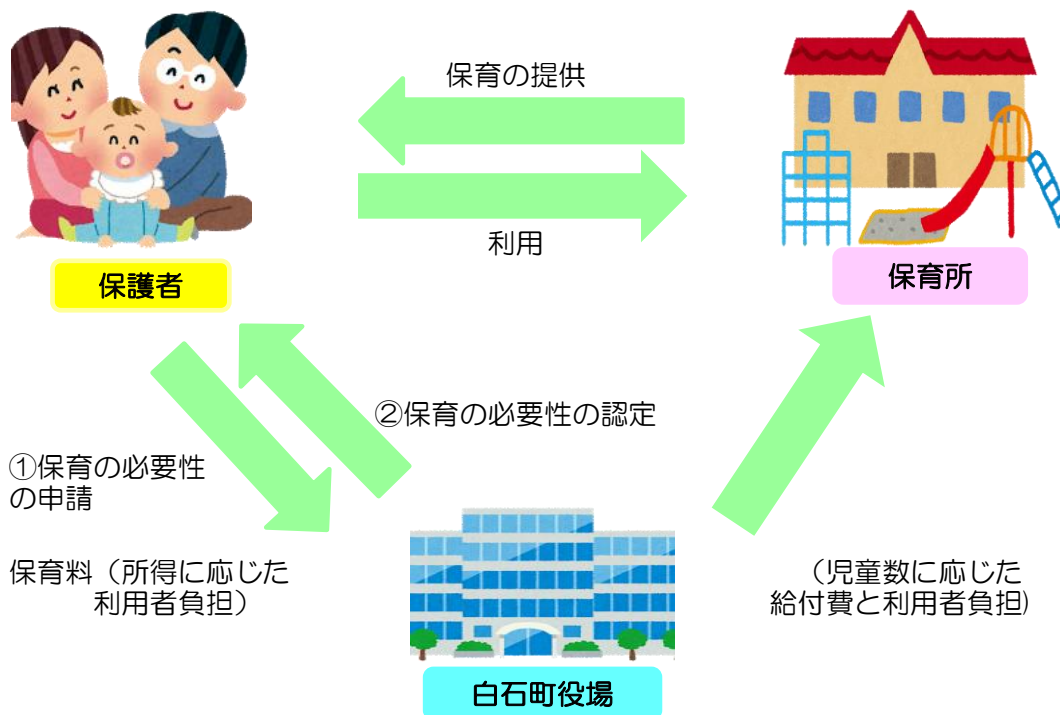 保育の提供
利用
保護者
保育所
②保育の必要性の認定
①保育の必要性
の申請
保育料（所得に応じた
利用者負担）
（児童数に応じた
給付費と利用者負担)
白石町役場